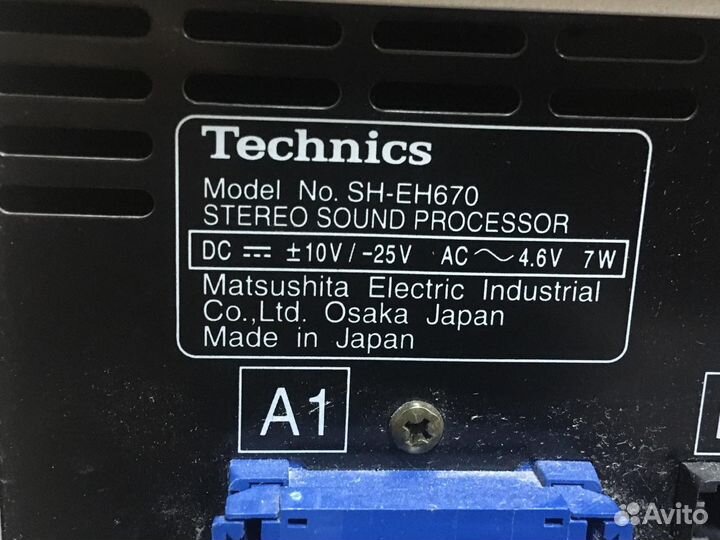 Technics
Model No. SH-EH670
STEREO SOUND PROCESSOR
DC ⎓ ±10V / -25V AC ～ 4.6V 7W
Matsushita Electric Industrial
Co.,Ltd. Osaka Japan
Made in Japan
A1
Avito